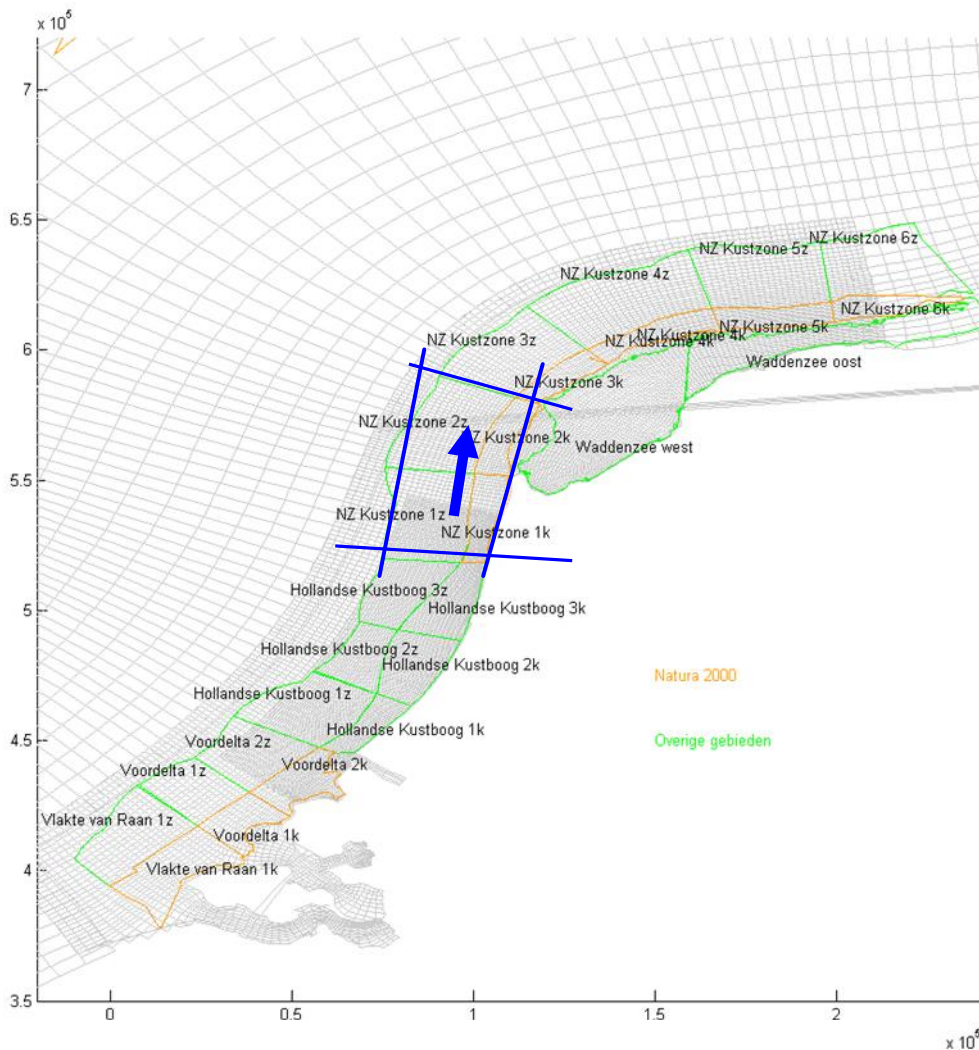 x 10⁵
7
6.5
6
5.5
5
4.5
4
3.5
0
0.5
1
1.5
2
x 10⁵
NZ Kustzone 6z
NZ Kustzone 5z
NZ Kustzone 4z
NZ Kustzone 6k
NZ Kustzone 5k
NZ Kustzone 4k
NZ Kustzone 4k
NZ Kustzone 3z
Waddenzee oost
NZ Kustzone 3k
NZ Kustzone 2z
NZ Kustzone 2k
Waddenzee west
NZ Kustzone 1z
NZ Kustzone 1k
Hollandse Kustboog 3z
Hollandse Kustboog 3k
Hollandse Kustboog 2z
Hollandse Kustboog 2k
Hollandse Kustboog 1z
Hollandse Kustboog 1k
Natura 2000
Overige gebieden
Voordelta 2z
Voordelta 2k
Voordelta 1z
Voordelta 1k
Vlakte van Raan 1z
Vlakte van Raan 1k